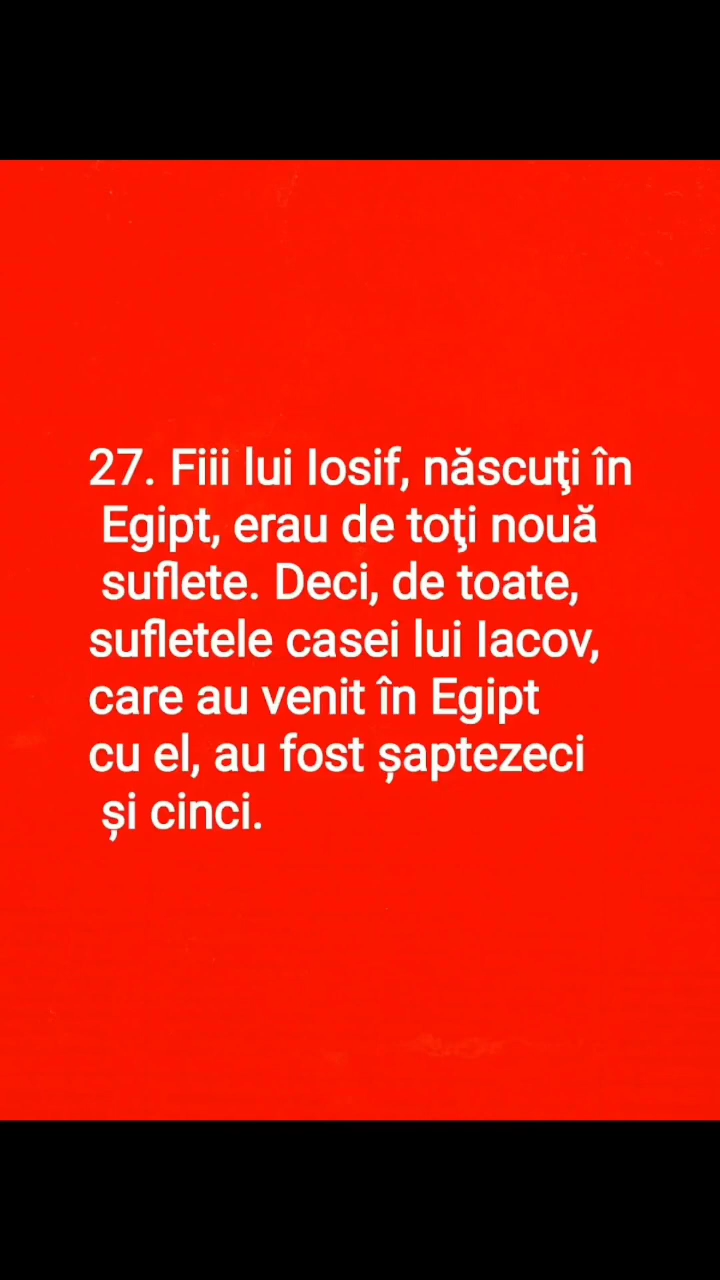 27. Fiii lui Iosif, născuţi în
Egipt, erau de toţi nouă
suflete. Deci, de toate,
sufletele casei lui Iacov,
care au venit în Egipt
cu el, au fost șaptezeci
și cinci.